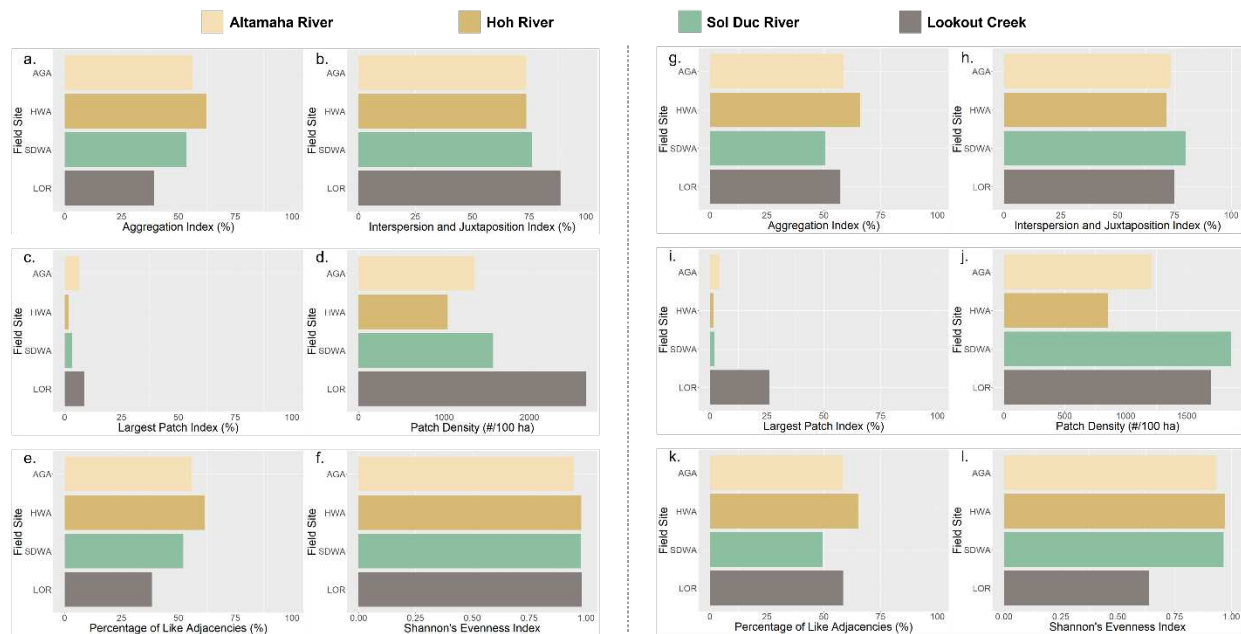 Altamaha River Hoh River Sol Duc River Lookout Creek
a. b. g. h.
Field Site
AGA
HWA
SDWA
LOR
0 25 50 75 100
Aggregation Index (%)
Field Site
AGA
HWA
SDWA
LOR
0 25 50 75 100
Interspersion and Juxtaposition Index (%)
Field Site
AGA
HWA
SDWA
LOR
0 25 50 75 100
Aggregation Index (%)
Field Site
AGA
HWA
SDWA
LOR
0 25 50 75 100
Interspersion and Juxtaposition Index (%)
c. d. i. j.
Field Site
AGA
HWA
SDWA
LOR
0 25 50 75 100
Largest Patch Index (%)
Field Site
AGA
HWA
SDWA
LOR
0 1000 2000
Patch Density (#/100 ha)
Field Site
AGA
HWA
SDWA
LOR
0 25 50 75 100
Largest Patch Index (%)
Field Site
AGA
HWA
SDWA
LOR
0 500 1000 1500
Patch Density (#/100 ha)
e. f. k. l.
Field Site
AGA
HWA
SDWA
LOR
0 25 50 75 100
Percentage of Like Adjacencies (%)
Field Site
AGA
HWA
SDWA
LOR
0.00 0.25 0.50 0.75 1.00
Shannon's Evenness Index
Field Site
AGA
HWA
SDWA
LOR
0 25 50 75 100
Percentage of Like Adjacencies (%)
Field Site
AGA
HWA
SDWA
LOR
0.00 0.25 0.50 0.75 1.00
Shannon's Evenness Index